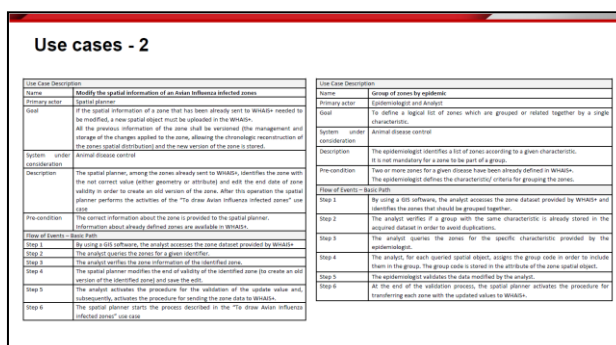 Use cases - 2
Use Case Description
Name Modify the spatial information of an Avian Influenza infected zones
Primary actor Spatial planner
Goal If the spatial information of a zone that has been already sent to WHAIS+ needed to
be modified, a new spatial object must be uploaded in the WHAIS+.
All the previous information of the zone shall be versioned (the management and
storage of the changes applied to the zone, allowing the chronologic reconstruction of
the zones spatial distribution) and the new version of the zone is stored.
System under
consideration Animal disease control
Description The spatial planner, among the zones already sent to WHAIS+, identifies the zone with
the not correct value (either geometry or attribute) and edit the end date of zone
validity in order to create an old version of the zone. After this operation the spatial
planner performs the activities of the "To draw Avian Influenza infected zones" use
case
Pre-condition The correct information about the zone is provided to the spatial planner.
Information about already defined zones are available in WHAIS+.
Flow of Events – Basic Path
Step 1 By using a GIS software, the analyst accesses the zone dataset provided by WHAIS+
Step 2 The analyst queries the zones for a given identifier.
Step 3 The analyst verifies the zone information of the identified zone.
Step 4 The spatial planner modifies the end of validity of the identified zone (to create an old
version of the identified zone) and save the edit.
Step 5 The analyst activates the procedure for the validation of the update value and,
subsequently, activates the procedure for sending the zone data to WHAIS+.
Step 6 The spatial planner starts the process described in the "To draw Avian Influenza
infected zones" use case
Use Case Description
Name Group of zones by epidemic
Primary actor Epidemiologist and Analyst
Goal To define a logical list of zones which are grouped or related together by a single
characteristic.
System under
consideration Animal disease control
Description The epidemiologist identifies a list of zones according to a given characteristic.
It is not mandatory for a zone to be part of a group.
Pre-condition Two or more zones for a given disease have been already defined in WHAIS+.
The epidemiologist defines the characteristic/ criteria for grouping the zones.
Flow of Events – Basic Path
Step 1 By using a GIS software, the analyst accesses the zone dataset provided by WHAIS+ and
identifies the zones that should be grouped together.
Step 2 The analyst verifies if a group with the same characteristic is already stored in the
acquired dataset in order to avoid duplications.
Step 3 The analyst queries the zones for the specific characteristic provided by the
epidemiologist.
Step 4 The analyst, for each queried spatial object, assign the group code in order to include
them in the group. The group code is stored in the attribute of the zone spatial object.
Step 5 The epidemiologist validates the data modified by the analyst.
Step 6 At the end of the validation process, the spatial planner activates the procedure for
transferring each zone with the updated values to WHAIS+.